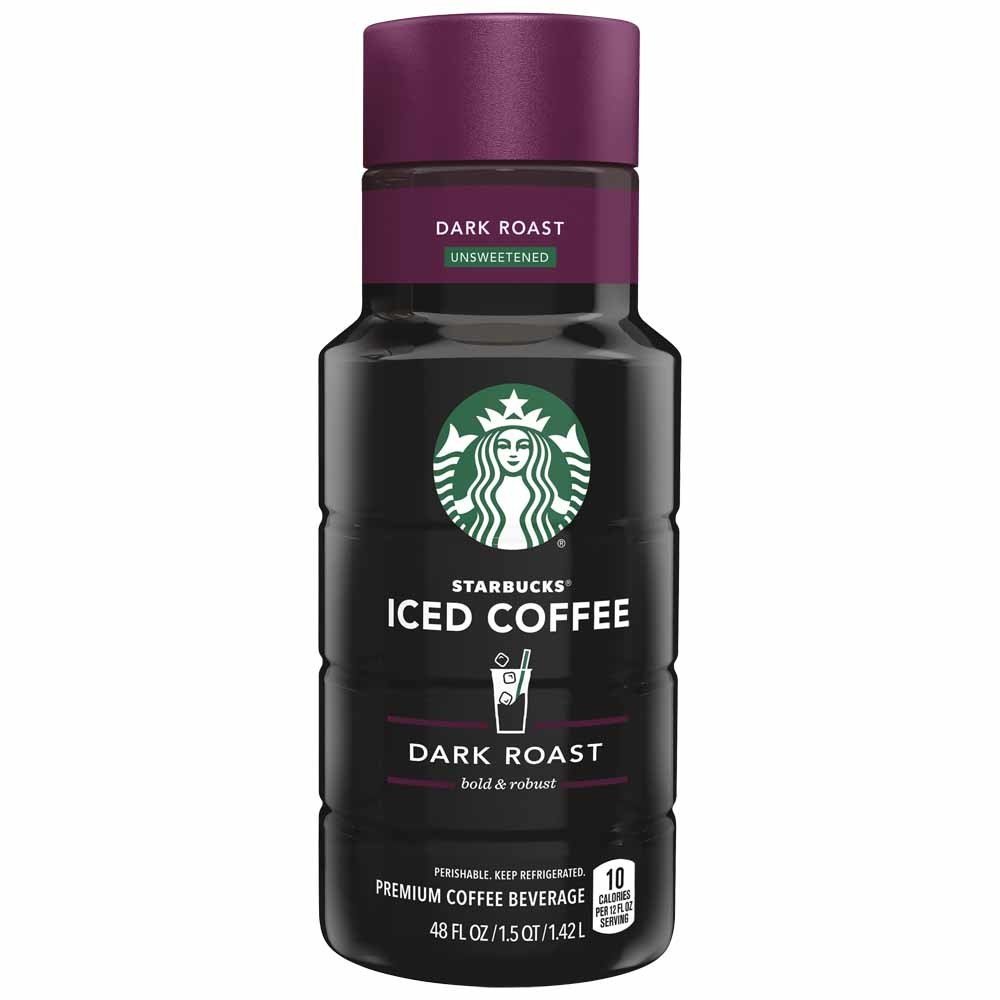 DARK ROAST
UNSWEETENED
®
STARBUCKS®
ICED COFFEE
DARK ROAST
bold & robust
PERISHABLE. KEEP REFRIGERATED.
PREMIUM COFFEE BEVERAGE
48 FL OZ/1.5 QT/1.42 L
10
CALORIES
PER 12 FL OZ
SERVING